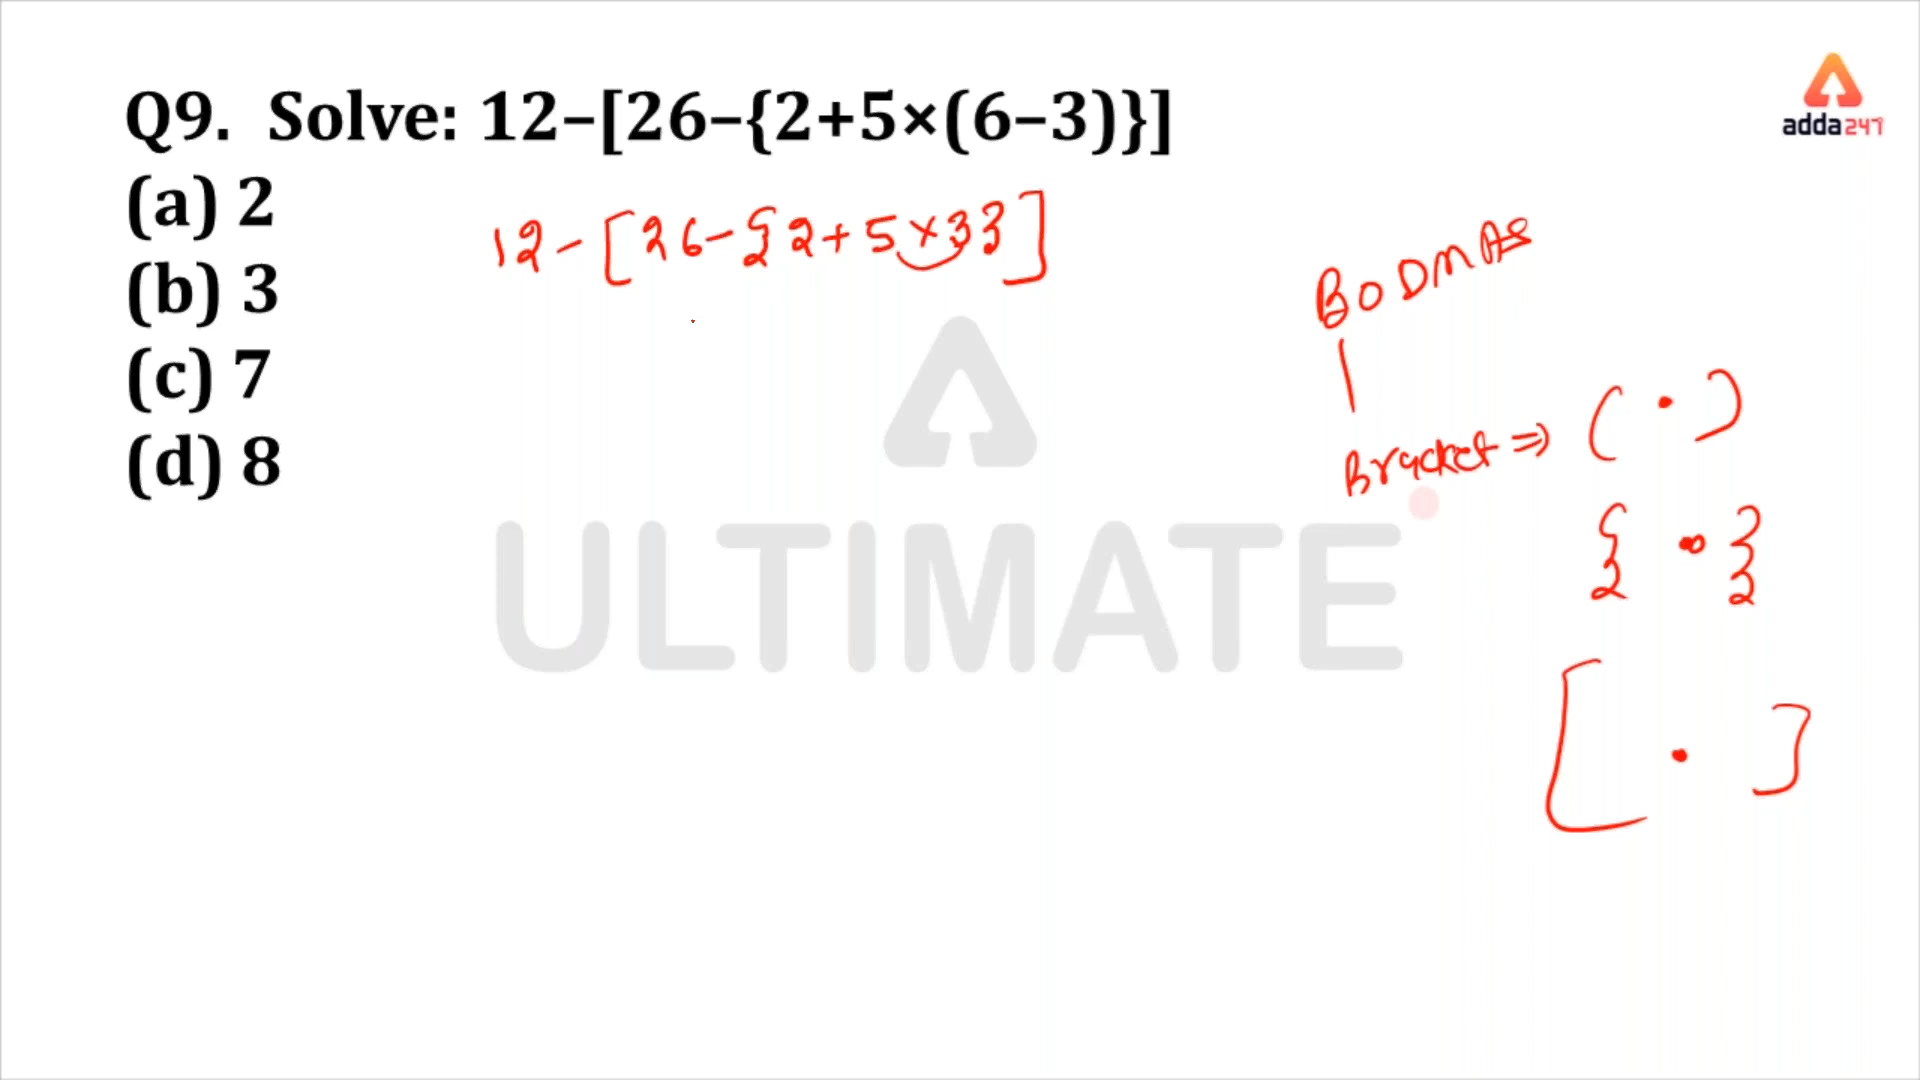 Q9. Solve: 12–[26–{2+5×(6–3)}]
adda247
(a) 2
(b) 3
(c) 7
(d) 8
12-[26-{2+5×3}]
BODMAS
Bracket ⇒ ( • )
{ • }
[ • ]
ULTIMATE